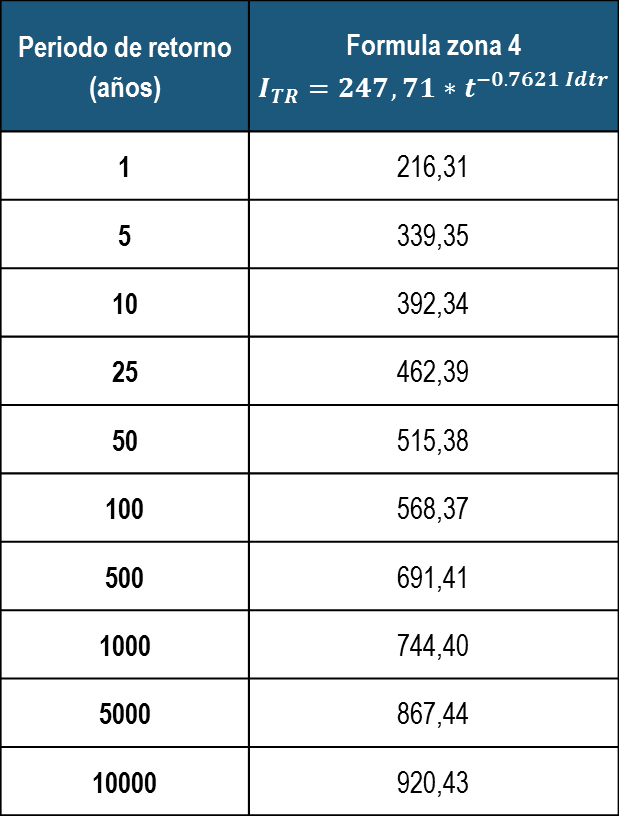 Periodo de retorno
(años)
Formula zona 4
I_TR = 247,71 * t^−0.7621 Idtr
1 216,31
5 339,35
10 392,34
25 462,39
50 515,38
100 568,37
500 691,41
1000 744,40
5000 867,44
10000 920,43